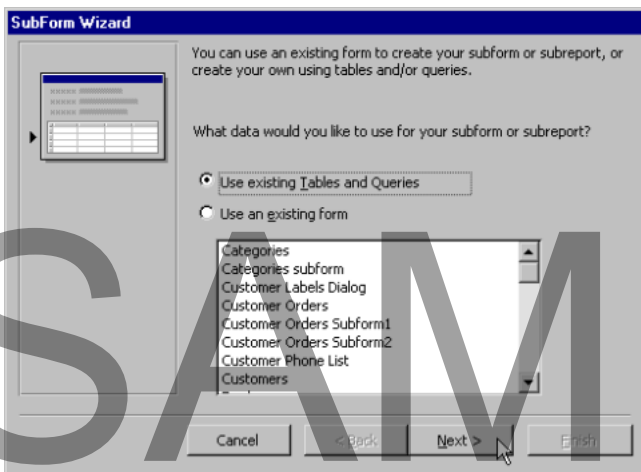 SubForm Wizard
You can use an existing form to create your subform or subreport, or
create your own using tables and/or queries.
What data would you like to use for your subform or subreport?
Use existing Tables and Queries
Use an existing form
Categories
Categories subform
Customer Labels Dialog
Customer Orders
Customer Orders Subform1
Customer Orders Subform2
Customer Phone List
Customers
Cancel < Back Next > Finish
SAM